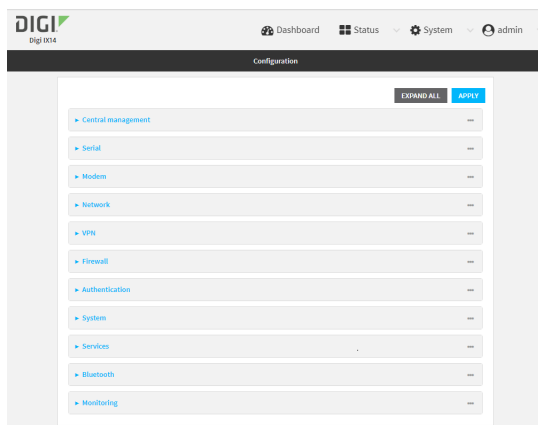 DIGI
Digi IX14
Dashboard Status System admin
Configuration
EXPAND ALL APPLY
Central management
Serial
Modem
Network
VPN
Firewall
Authentication
System
Services
Bluetooth
Monitoring